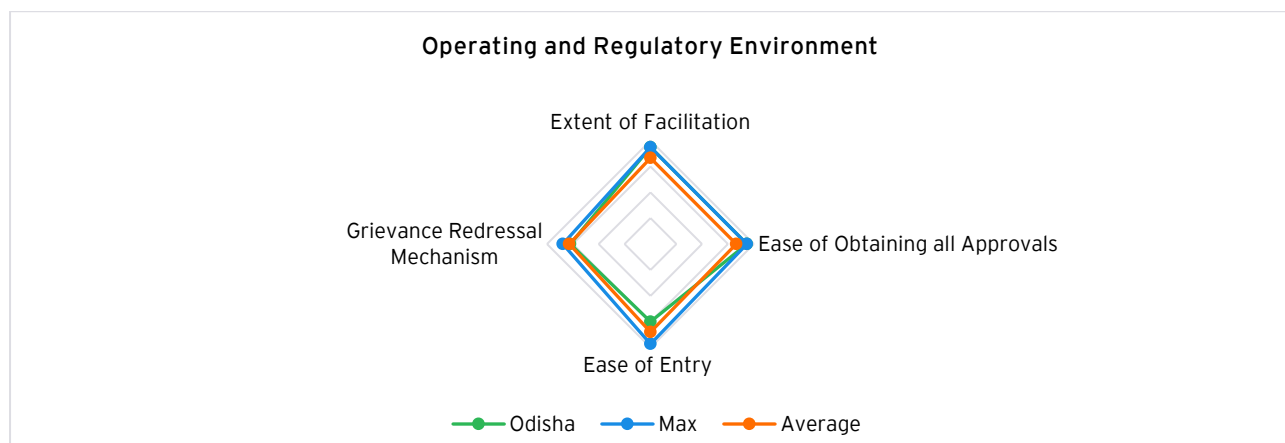 Operating and Regulatory Environment
Extent of Facilitation
Grievance Redressal
Mechanism
Ease of Obtaining all Approvals
Ease of Entry
Odisha
Max
Average